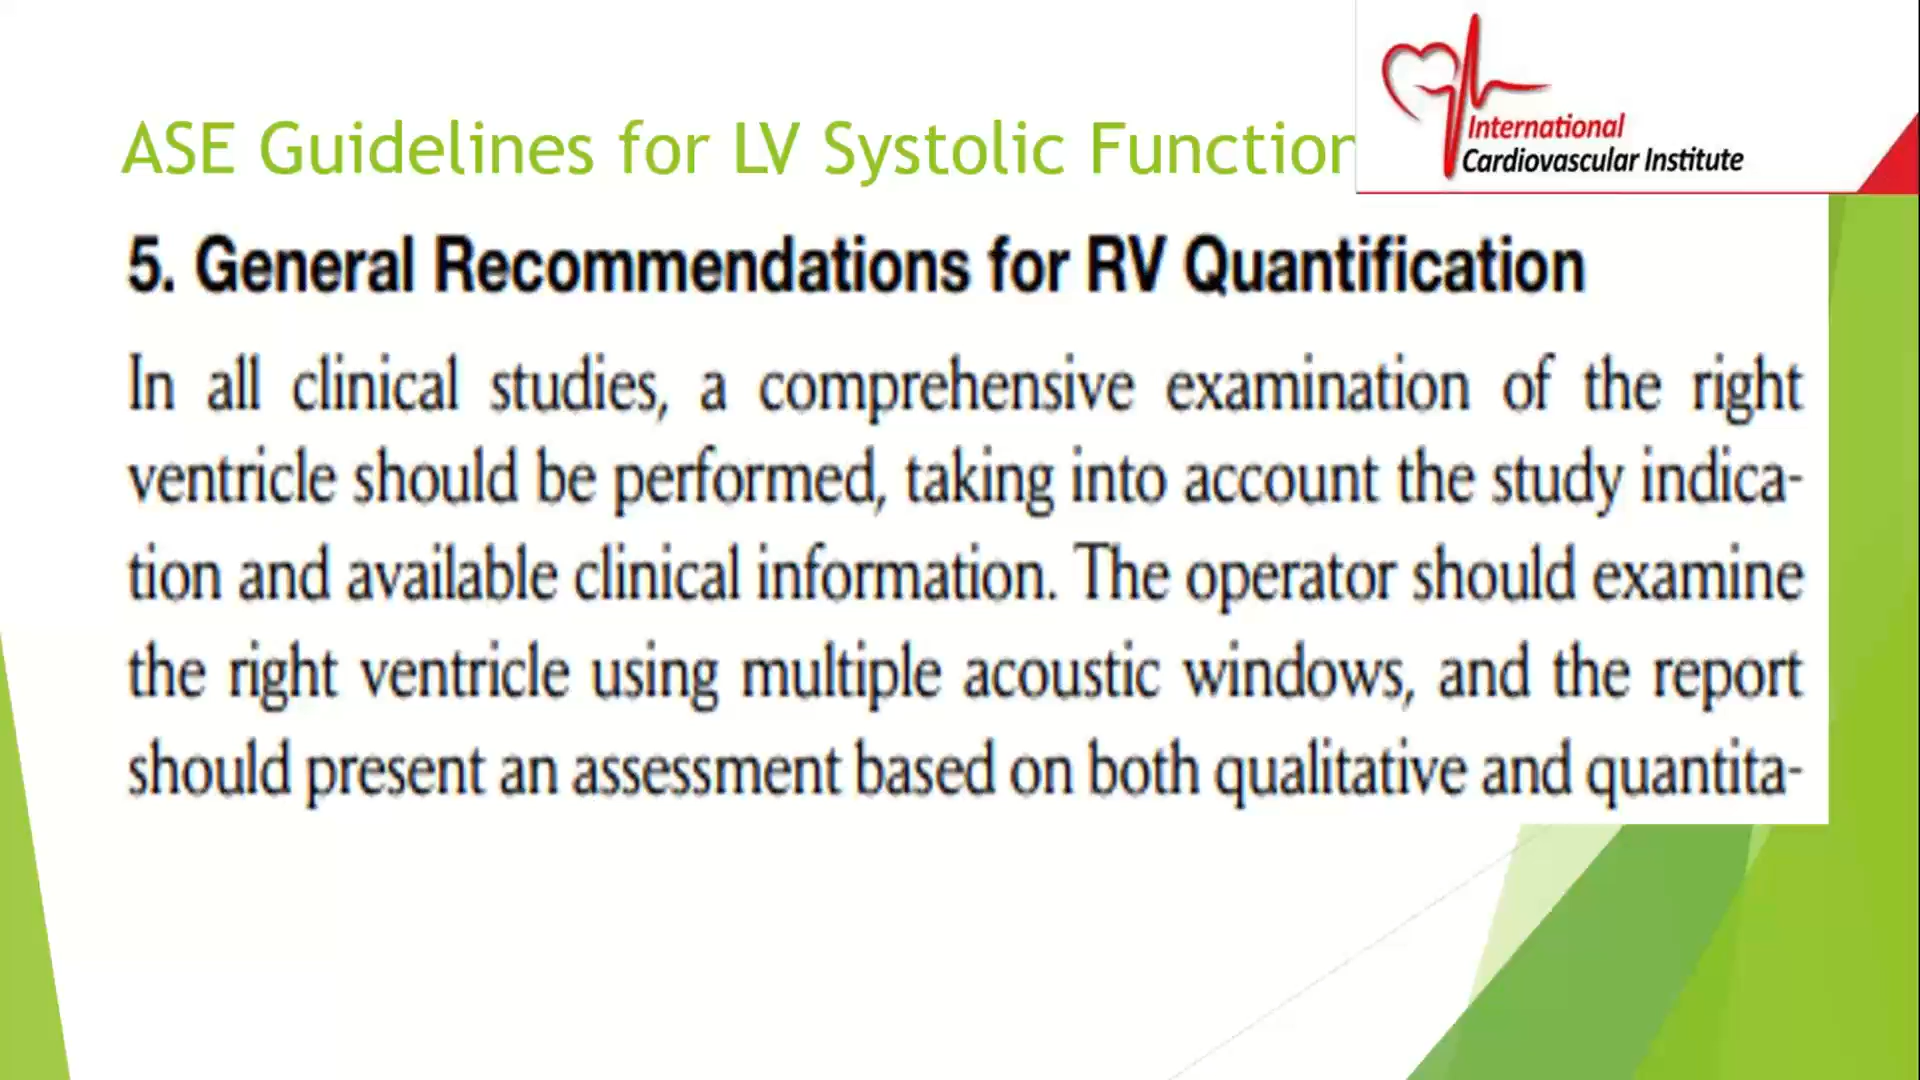 ASE Guidelines for LV Systolic Function
International
Cardiovascular Institute
5. General Recommendations for RV Quantification
In all clinical studies, a comprehensive examination of the right
ventricle should be performed, taking into account the study indica-
tion and available clinical information. The operator should examine
the right ventricle using multiple acoustic windows, and the report
should present an assessment based on both qualitative and quantita-